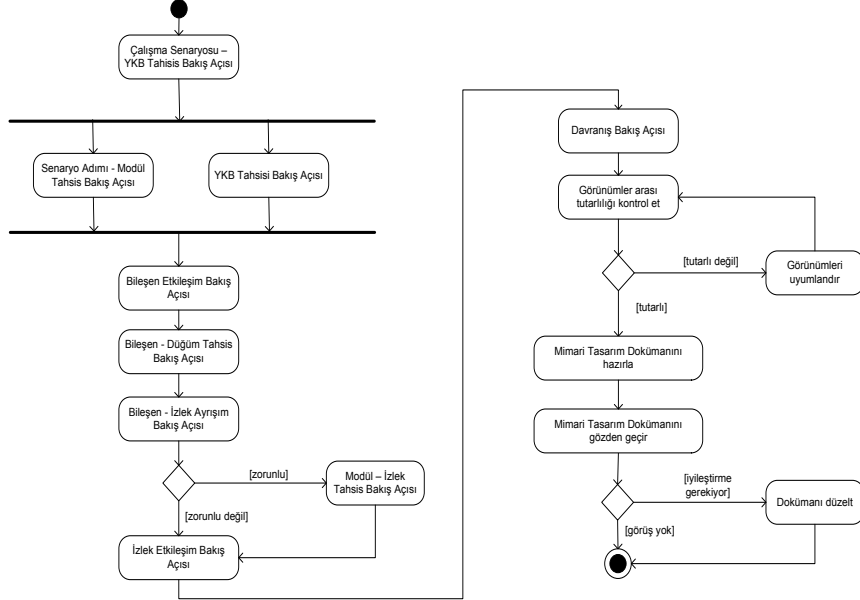 Çalışma Senaryosu –
YKB Tahisis Bakış Açısı
Senaryo Adımı - Modül
Tahsis Bakış Açısı
YKB Tahsisi Bakış Açısı
Bileşen Etkileşim Bakış
Açısı
Bileşen - Düğüm Tahsis
Bakış Açısı
Bileşen - İzlek Ayrışım
Bakış Açısı
[zorunlu]
Modül – İzlek
Tahsis Bakış Açısı
[zorunlu değil]
İzlek Etkileşim Bakış
Açısı
Davranış Bakış Açısı
Görünümler arası
tutarlılığı kontrol et
[tutarlı değil]
Görünümleri
uyumlandır
[tutarlı]
Mimari Tasarım Dokümanını
hazırla
Mimari Tasarım Dokümanını
gözden geçir
[iyileştirme
gerekiyor]
Dokümanı düzelt
[görüş yok]